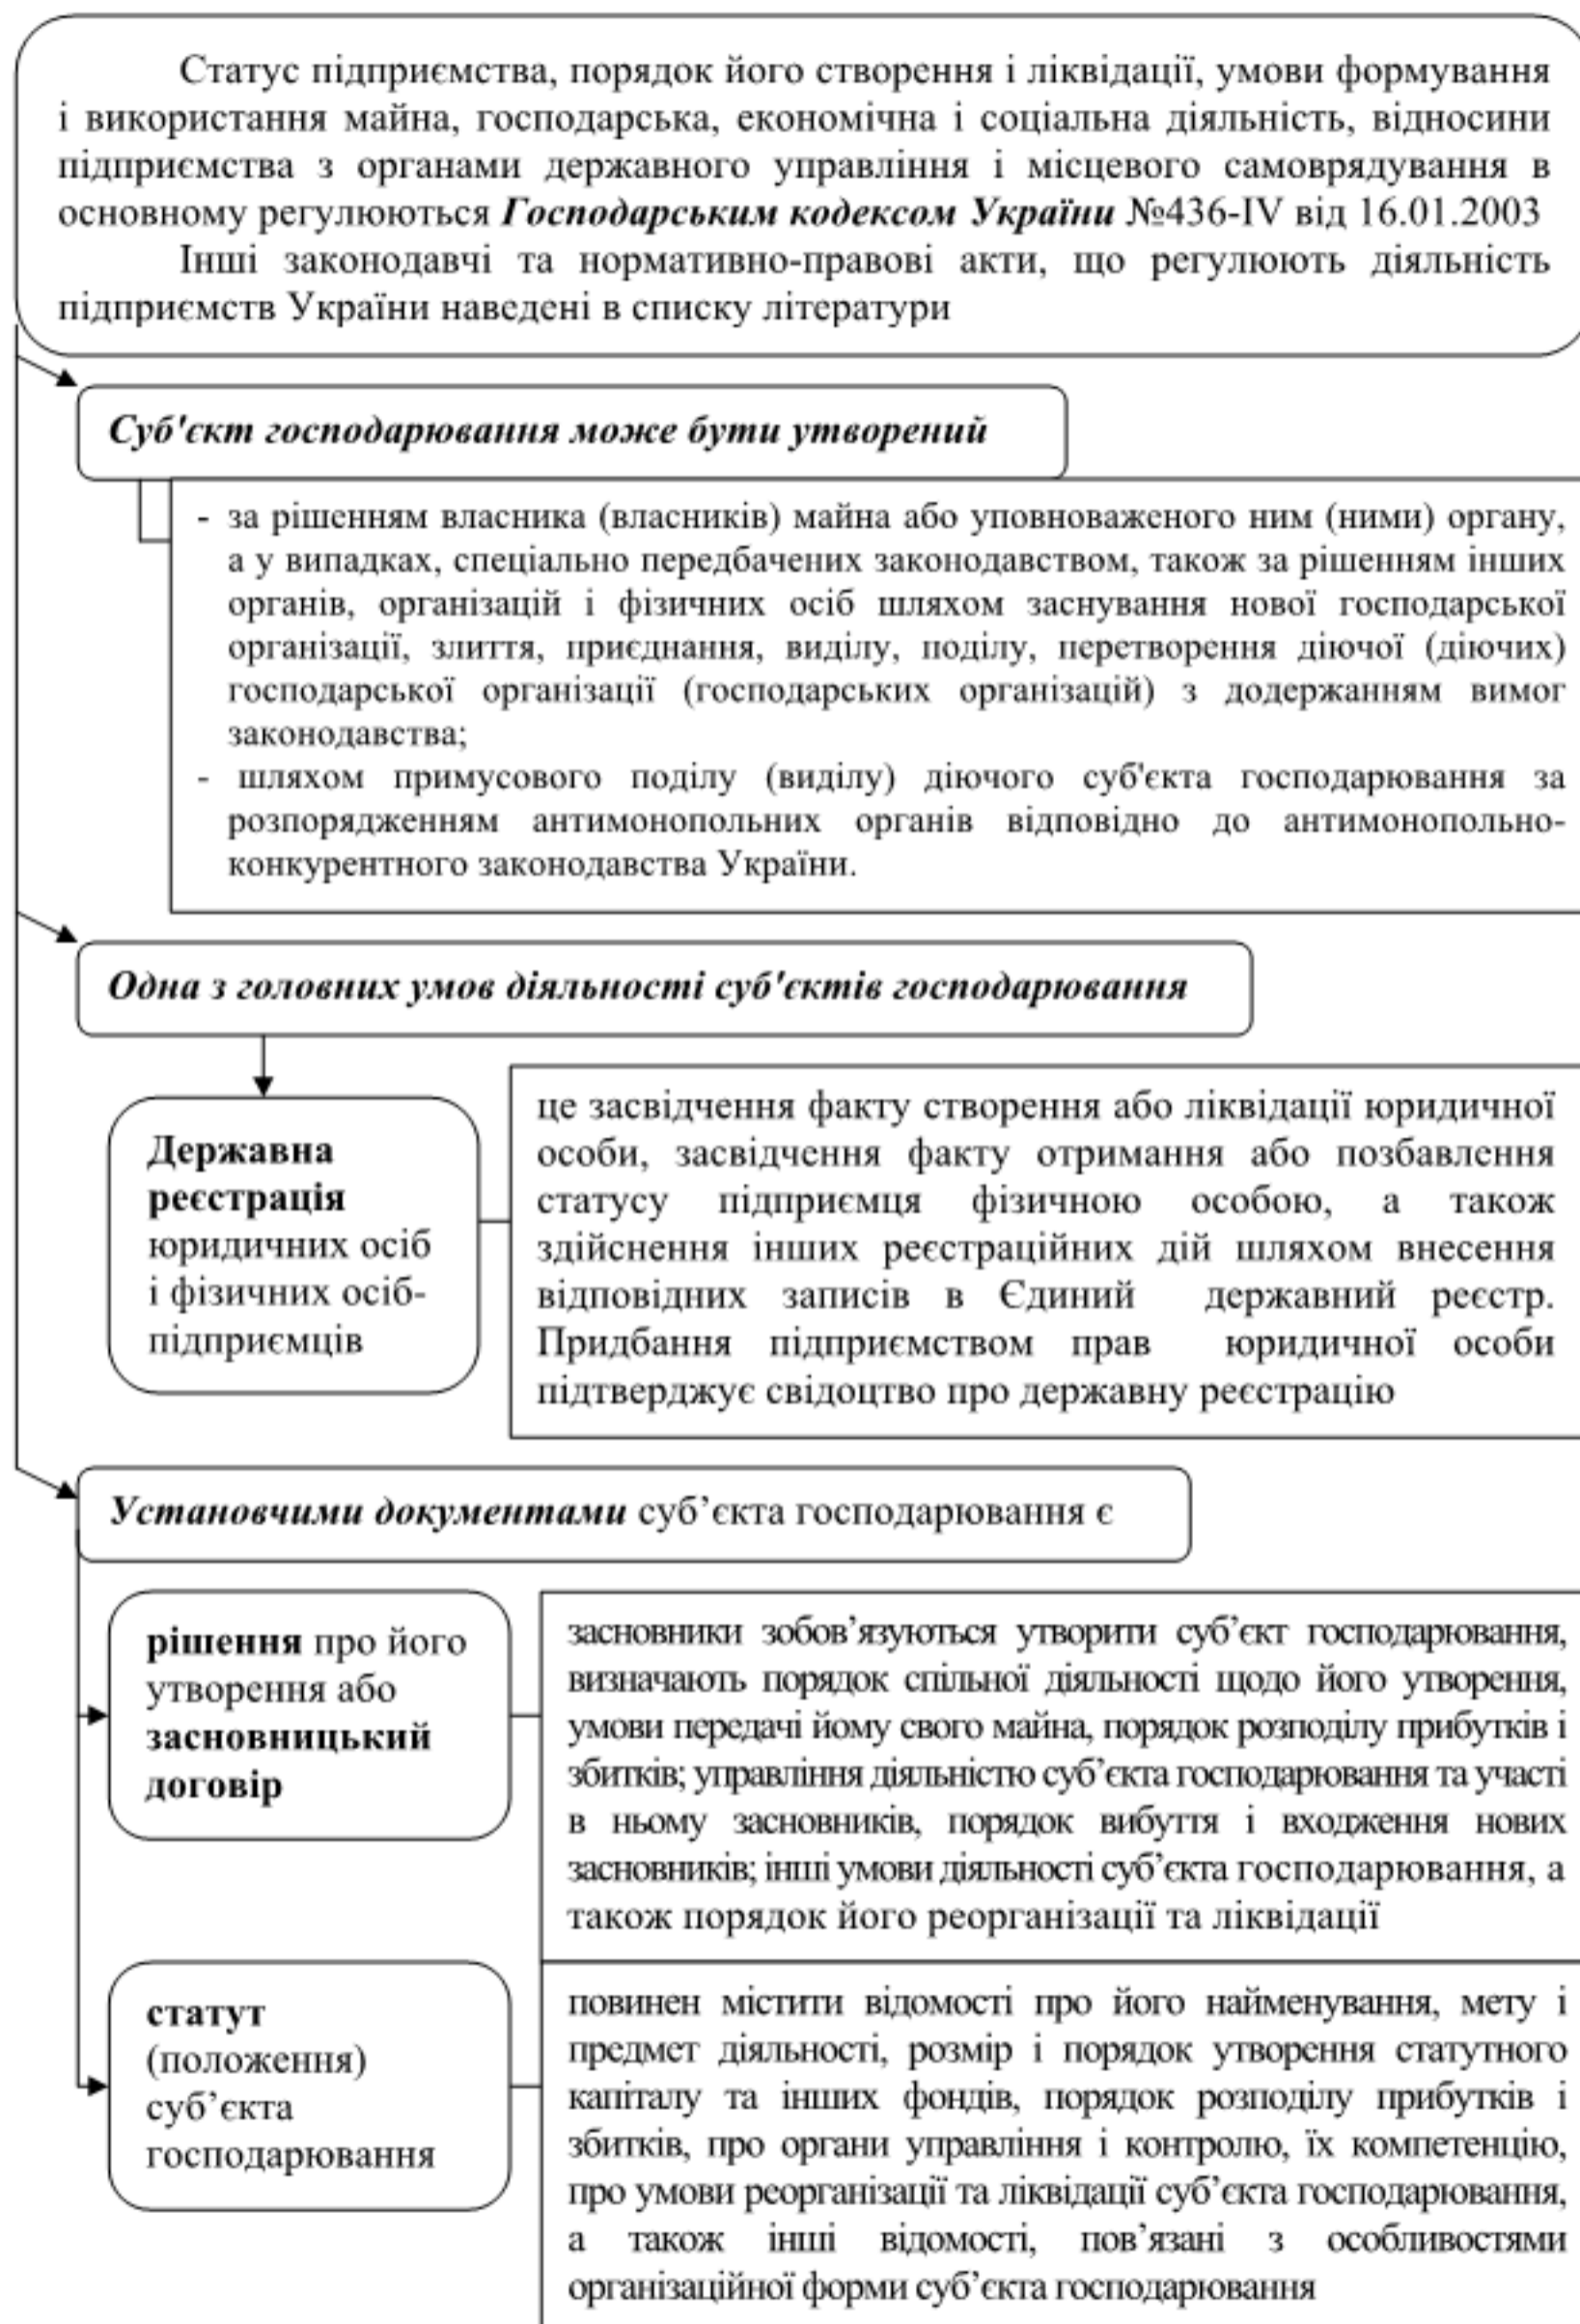 Статус підприємства, порядок його створення і ліквідації, умови формування
і використання майна, господарська, економічна і соціальна діяльність, відносини
підприємства з органами державного управління і місцевого самоврядування в
основному регулюються Господарським кодексом України №436-IV від 16.01.2003
Інші законодавчі та нормативно-правові акти, що регулюють діяльність
підприємств України наведені в списку літератури
Суб'єкт господарювання може бути утворений
- за рішенням власника (власників) майна або уповноваженого ним (ними) органу,
а у випадках, спеціально передбачених законодавством, також за рішенням інших
органів, організацій і фізичних осіб шляхом заснування нової господарської
організації, злиття, приєднання, виділу, поділу, перетворення діючої (діючих)
господарської організації (господарських організацій) з додержанням вимог
законодавства;
- шляхом примусового поділу (виділу) діючого суб'єкта господарювання за
розпорядженням антимонопольних органів відповідно до антимонопольно-
конкурентного законодавства України.
Одна з головних умов діяльності суб'єктів господарювання
Державна
реєстрація
юридичних осіб
і фізичних осіб-
підприємців
це засвідчення факту створення або ліквідації юридичної
особи, засвідчення факту отримання або позбавлення
статусу підприємця фізичною особою, а також
здійснення інших реєстраційних дій шляхом внесення
відповідних записів в Єдиний державний реєстр.
Придбання підприємством прав юридичної особи
підтверджує свідоцтво про державну реєстрацію
Установчими документами суб’єкта господарювання є
рішення про його
утворення або
засновницький
договір
засновники зобов’язуються утворити суб’єкт господарювання,
визначають порядок спільної діяльності щодо його утворення,
умови передачі йому свого майна, порядок розподілу прибутків і
збитків; управління діяльністю суб’єкта господарювання та участі
в ньому засновників, порядок вибуття і входження нових
засновників; інші умови діяльності суб’єкта господарювання, а
також порядок його реорганізації та ліквідації
статут
(положення)
суб’єкта
господарювання
повинен містити відомості про його найменування, мету і
предмет діяльності, розмір і порядок утворення статутного
капіталу та інших фондів, порядок розподілу прибутків і
збитків, про органи управління і контролю, їх компетенцію,
про умови реорганізації та ліквідації суб’єкта господарювання,
а також інші відомості, пов’язані з особливостями
організаційної форми суб’єкта господарювання